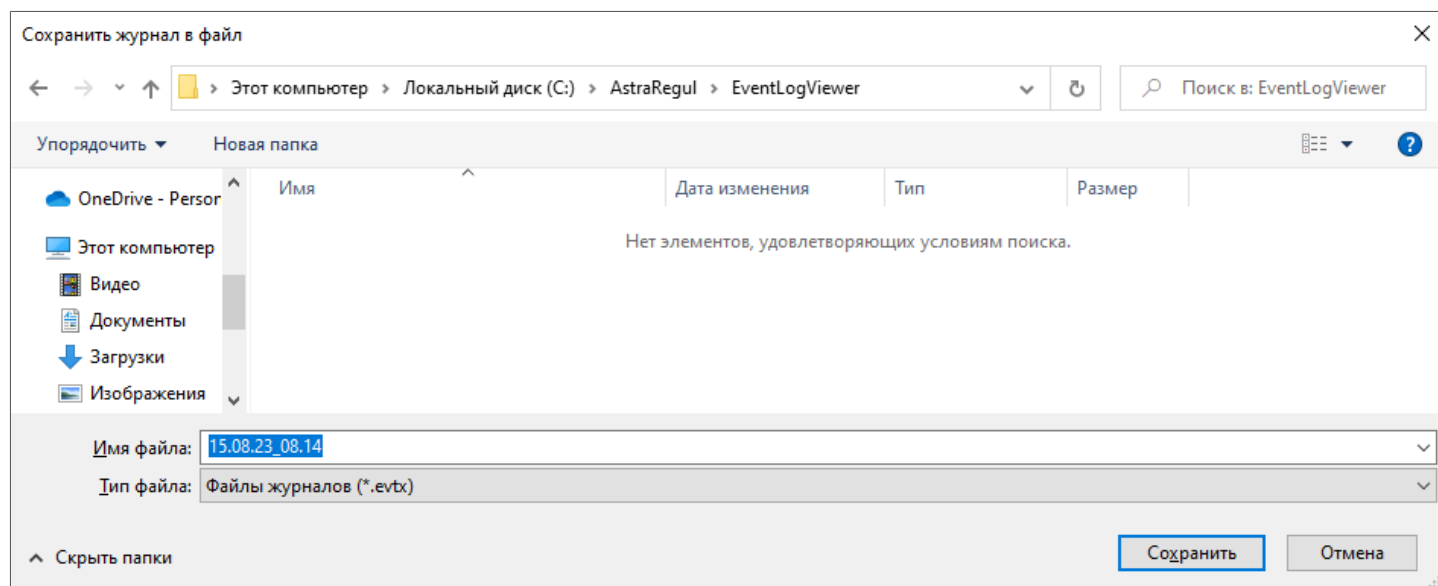 Сохранить журнал в файл
Этот компьютер › Локальный диск (C:) › AstraRegul › EventLogViewer
Поиск в: EventLogViewer
Упорядочить
Новая папка
OneDrive - Person
Имя
Дата изменения
Тип
Размер
Нет элементов, удовлетворяющих условиям поиска.
Этот компьютер
Видео
Документы
Загрузки
Изображения
Имя файла: 15.08.23_08.14
Тип файла: Файлы журналов (*.evtx)
Скрыть папки
Сохранить
Отмена